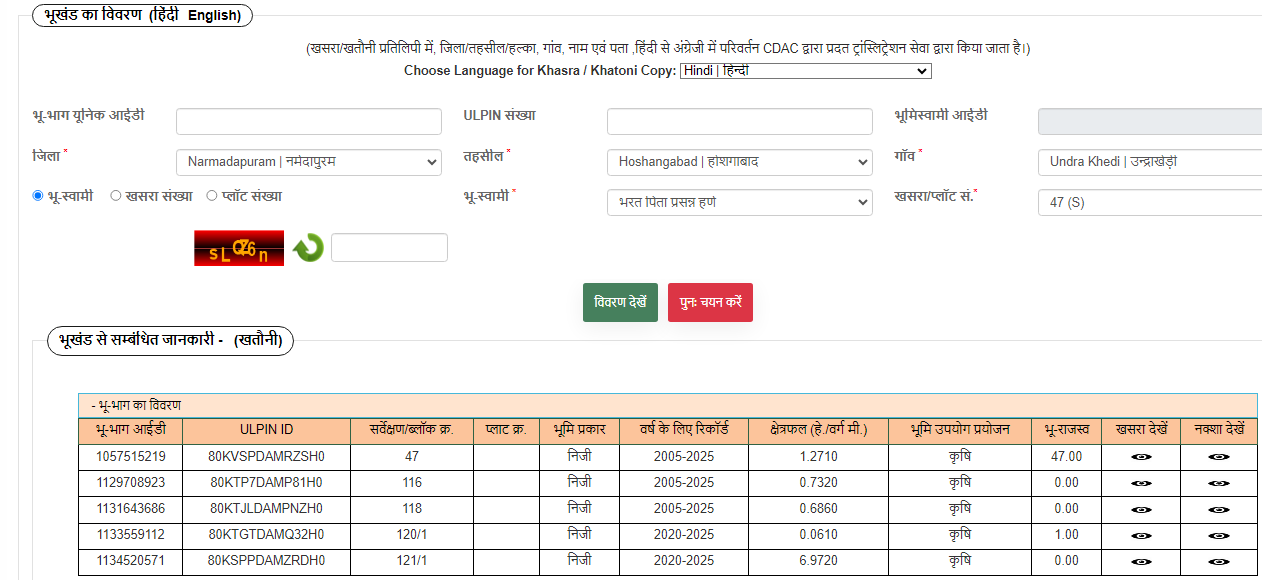 भूखंड का विवरण (हिंदी English)
(खसरा/खतौनी प्रतिलिपी में, जिला/तहसील/हल्का, गांव, नाम एवं पता ,हिंदी से अंग्रेजी में परिवर्तन CDAC द्वारा प्रदत ट्रांस्लिट्रेशन सेवा द्वारा किया जाता है।)
Choose Language for Khasra / Khatoni Copy: Hindi | हिन्दी
भू-भाग यूनिक आईडी ULPIN संख्या भूमिस्वामी आईडी
जिला * Narmadapuram | नर्मदापुरम तहसील * Hoshangabad | होशंगाबाद गाँव * Undra Khedi | उन्द्राखेड़ी
भू-स्वामी खसरा संख्या प्लॉट संख्या भू-स्वामी * भरत पिता प्रसन्न हर्णे खसरा/प्लॉट सं.* 47 (S)
विवरण देखें पुनः चयन करें
भूखंड से सम्बंधित जानकारी - (खतौनी)
- भू-भाग का विवरण
भू-भाग आईडी ULPIN ID सर्वेक्षण/ब्लॉक क्र. प्लाट क्र. भूमि प्रकार वर्ष के लिए रिकॉर्ड क्षेत्रफल (हे./वर्ग मी.) भूमि उपयोग प्रयोजन भू-राजस्व खसरा देखें नक्शा देखें
1057515219 80KVSPDAMRZSH0 47 निजी 2005-2025 1.2710 कृषि 47.00
1129708923 80KTP7DAMP81H0 116 निजी 2005-2025 0.7320 कृषि 0.00
1131643686 80KTJLDAMPNZH0 118 निजी 2005-2025 0.6860 कृषि 0.00
1133559112 80KTGTDAMQ32H0 120/1 निजी 2020-2025 0.0610 कृषि 1.00
1134520571 80KSPPDAMZRDH0 121/1 निजी 2020-2025 6.9720 कृषि 0.00